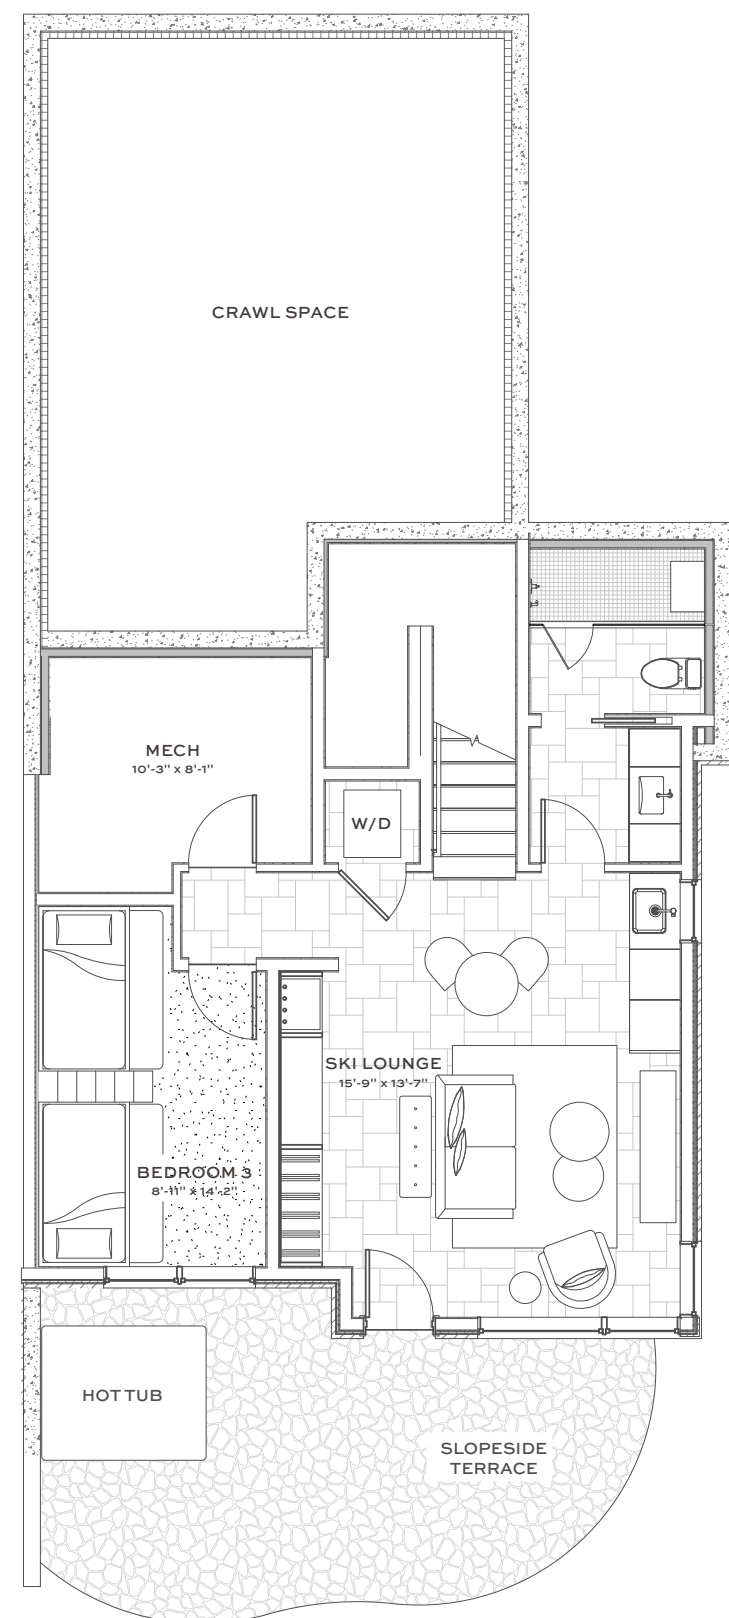 CRAWL SPACE
MECH
10'-3" x 8'-1"
W/D
SKI LOUNGE
15'-9" x 13'-7"
BEDROOM 3
8'-11" x 14'-2"
HOT TUB
SLOPESIDE
TERRACE